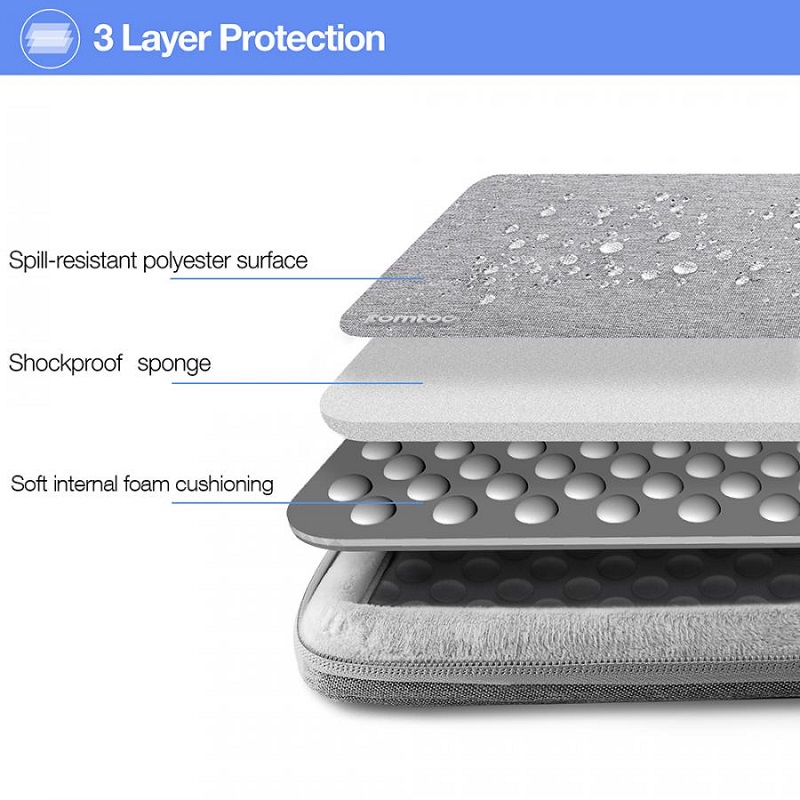 3 Layer Protection
Spill-resistant polyester surface
tomtoc
Shockproof sponge
Soft internal foam cushioning